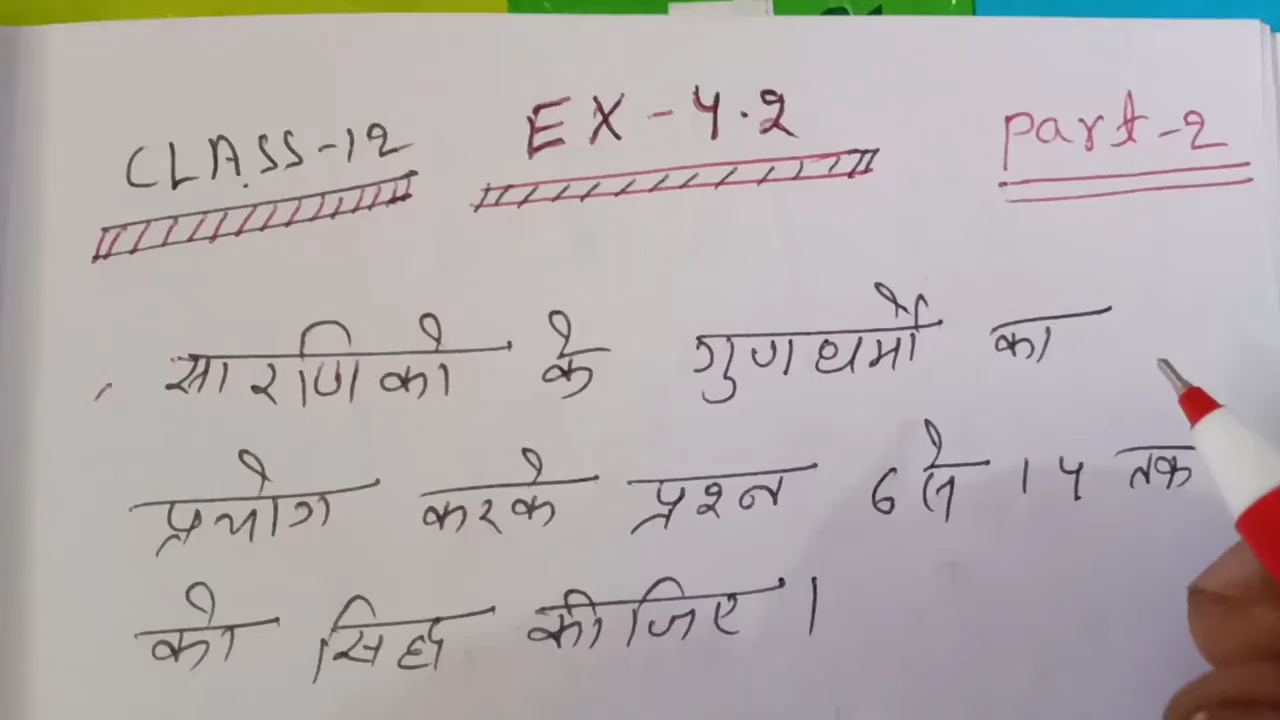 CLASS-12 EX-4.2 Part-2
सारणिको के गुणधर्मो का
प्रयोग करके प्रश्न 6 से 14 तक
को सिद्ध कीजिए।